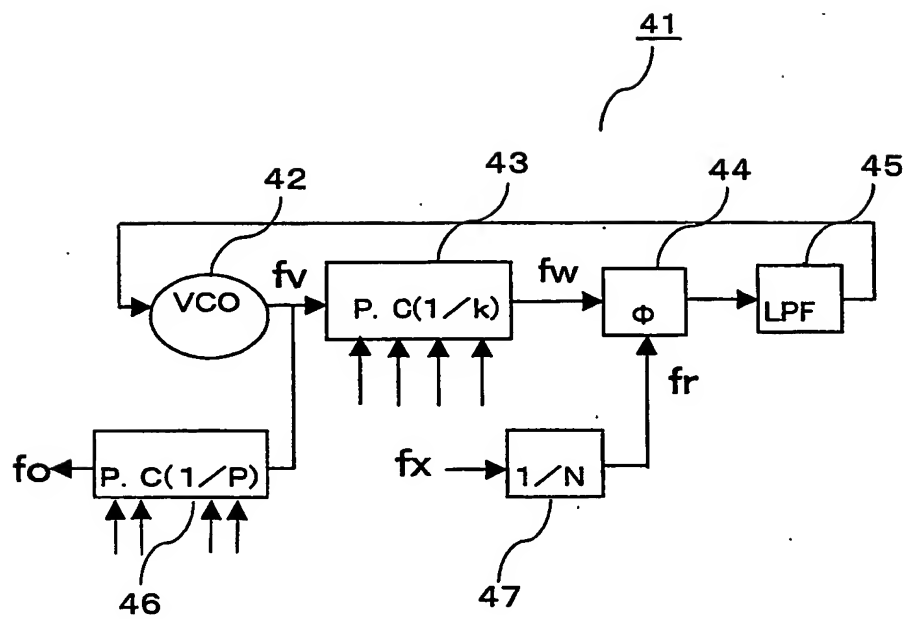 41
42
43
44
45
VCO
fv
P. C(1/k)
fw
Φ
LPF
fr
fo
P. C(1/P)
fx
1/N
46
47